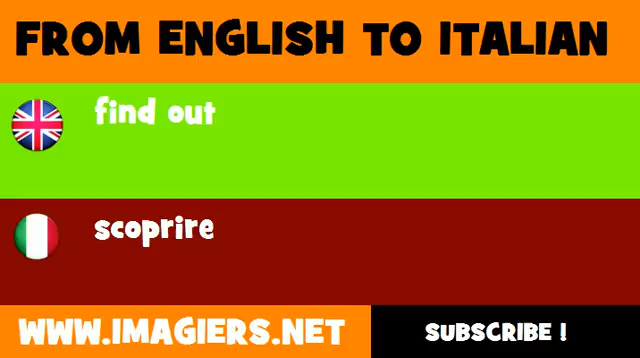 FROM ENGLISH TO ITALIAN
find out
scoprire
WWW.IMAGIERS.NET
SUBSCRIBE !